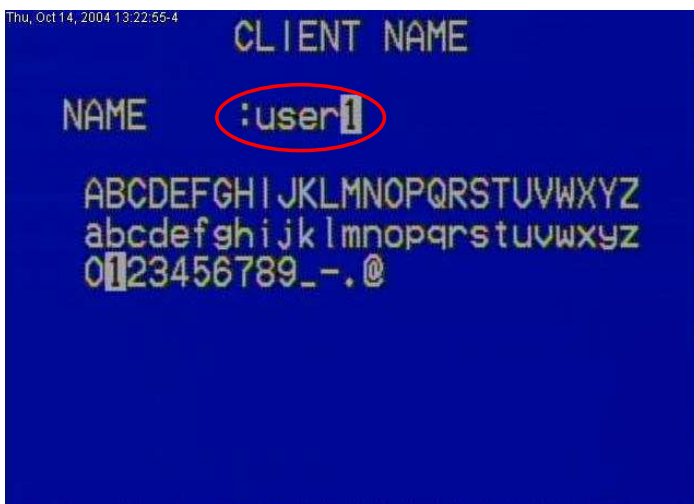 Thu, Oct 14, 2004 13:22:55-4
CLIENT NAME
NAME :user1
ABCDEFGHIJKLMNOPQRSTUVWXYZ
abcdefghijklmnopqrstuvwxyz
0123456789_-.@